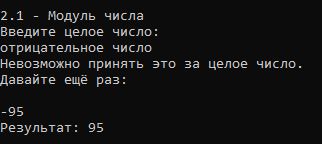 2.1 - Модуль числа
Введите целое число:
отрицательное число
Невозможно принять это за целое число.
Давайте ещё раз:
-95
Результат: 95